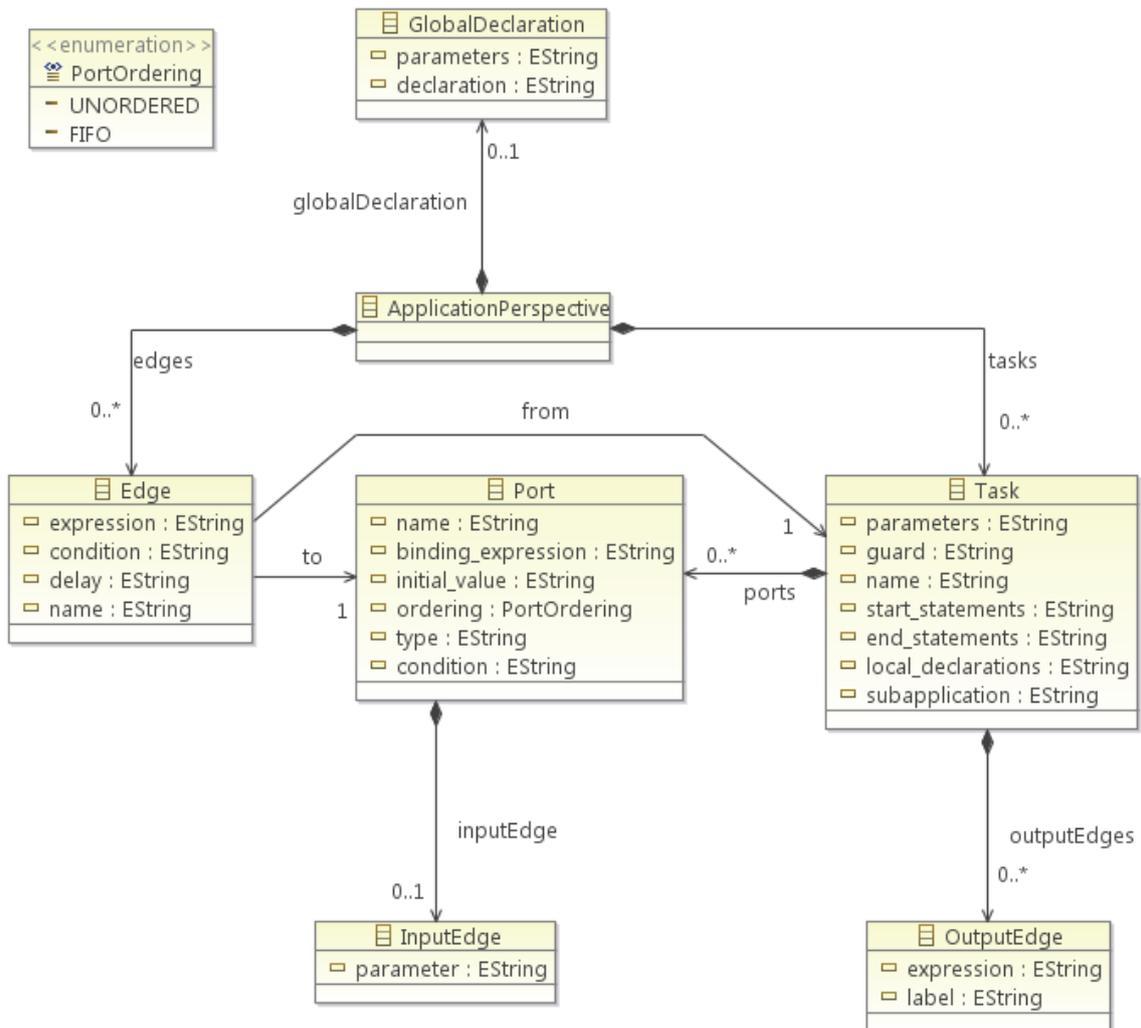 <<enumeration>>
PortOrdering
UNORDERED
FIFO
GlobalDeclaration
parameters : EString
declaration : EString
0..1
globalDeclaration
ApplicationPerspective
edges
0..*
tasks
0..*
from
1
to
1
Edge
expression : EString
condition : EString
delay : EString
name : EString
Port
name : EString
binding_expression : EString
initial_value : EString
ordering : PortOrdering
type : EString
condition : EString
0..*
ports
Task
parameters : EString
guard : EString
name : EString
start_statements : EString
end_statements : EString
local_declarations : EString
subapplication : EString
inputEdge
0..1
outputEdges
0..*
InputEdge
parameter : EString
OutputEdge
expression : EString
label : EString